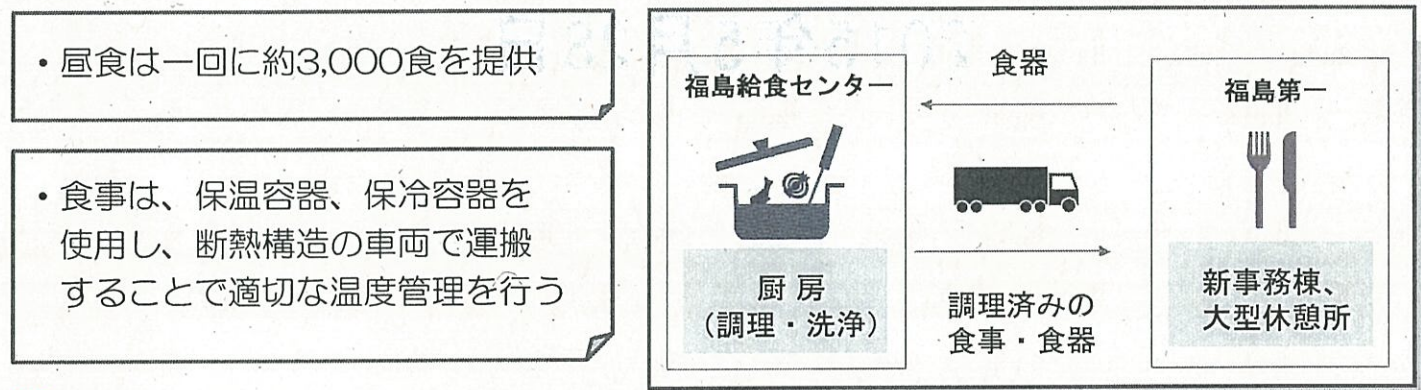 ・昼食は一回に約3,000食を提供
・食事は、保温容器、保冷容器を
使用し、断熱構造の車両で運搬
することで適切な温度管理を行う
福島給食センター
厨房
（調理・洗浄）
食器
調理済みの
食事・食器
福島第一
新事務棟、
大型休憩所